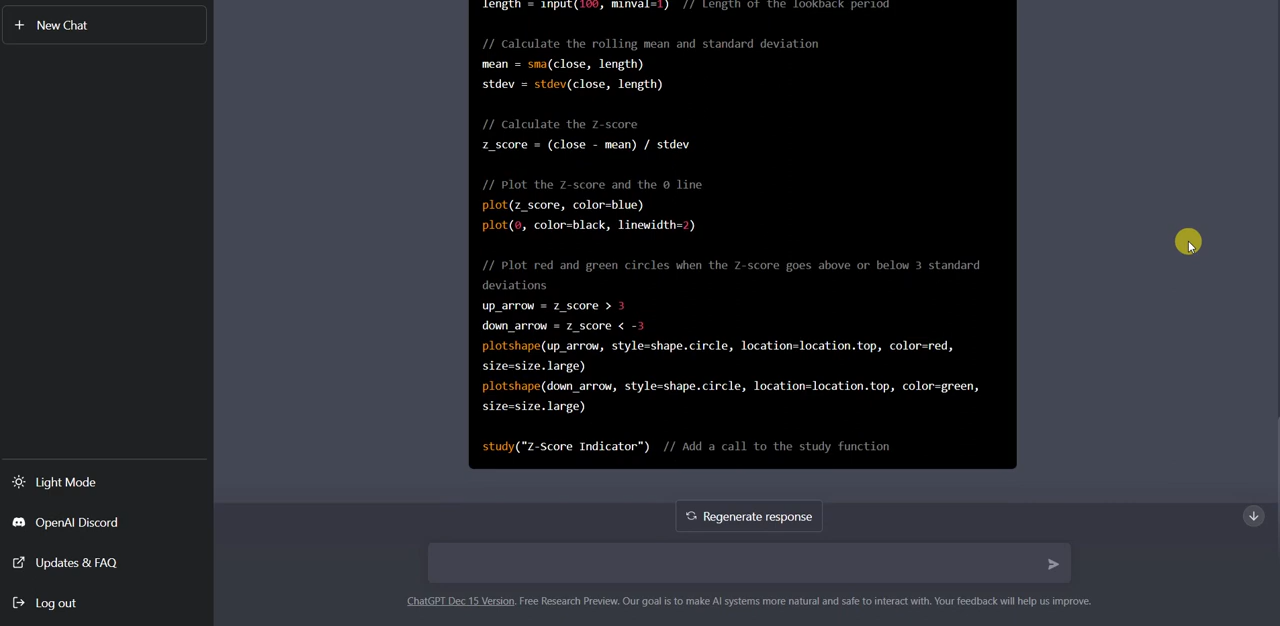 New Chat
length = input(100, minval=1)  // Length of the lookback period
// Calculate the rolling mean and standard deviation
mean = sma(close, length)
stdev = stdev(close, length)
// Calculate the Z-score
z_score = (close - mean) / stdev
// Plot the Z-score and the 0 line
plot(z_score, color=blue)
plot(0, color=black, linewidth=2)
// Plot red and green circles when the Z-score goes above or below 3 standard
deviations
up_arrow = z_score > 3
down_arrow = z_score < -3
plotshape(up_arrow, style=shape.circle, location=location.top, color=red,
size=size.large)
plotshape(down_arrow, style=shape.circle, location=location.top, color=green,
size=size.large)
study("Z-Score Indicator")  // Add a call to the study function
Light Mode
OpenAI Discord
Updates & FAQ
Log out
Regenerate response
ChatGPT Dec 15 Version. Free Research Preview. Our goal is to make AI systems more natural and safe to interact with. Your feedback will help us improve.